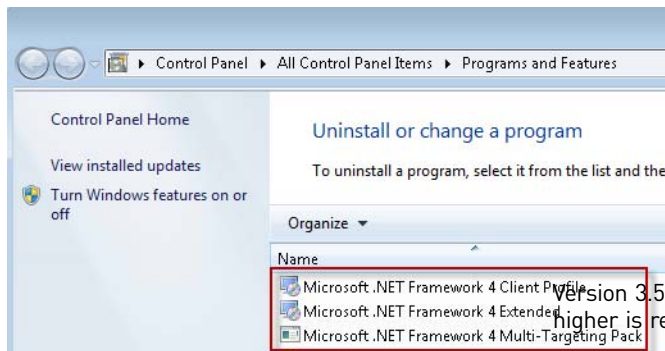 Control Panel ▸ All Control Panel Items ▸ Programs and Features
Control Panel Home
View installed updates
Turn Windows features on or
off
Uninstall or change a program
To uninstall a program, select it from the list and the
Organize
Name
Microsoft .NET Framework 4 Client Profile
Microsoft .NET Framework 4 Extended
Microsoft .NET Framework 4 Multi-Targeting Pack
Version 3.5
higher is re